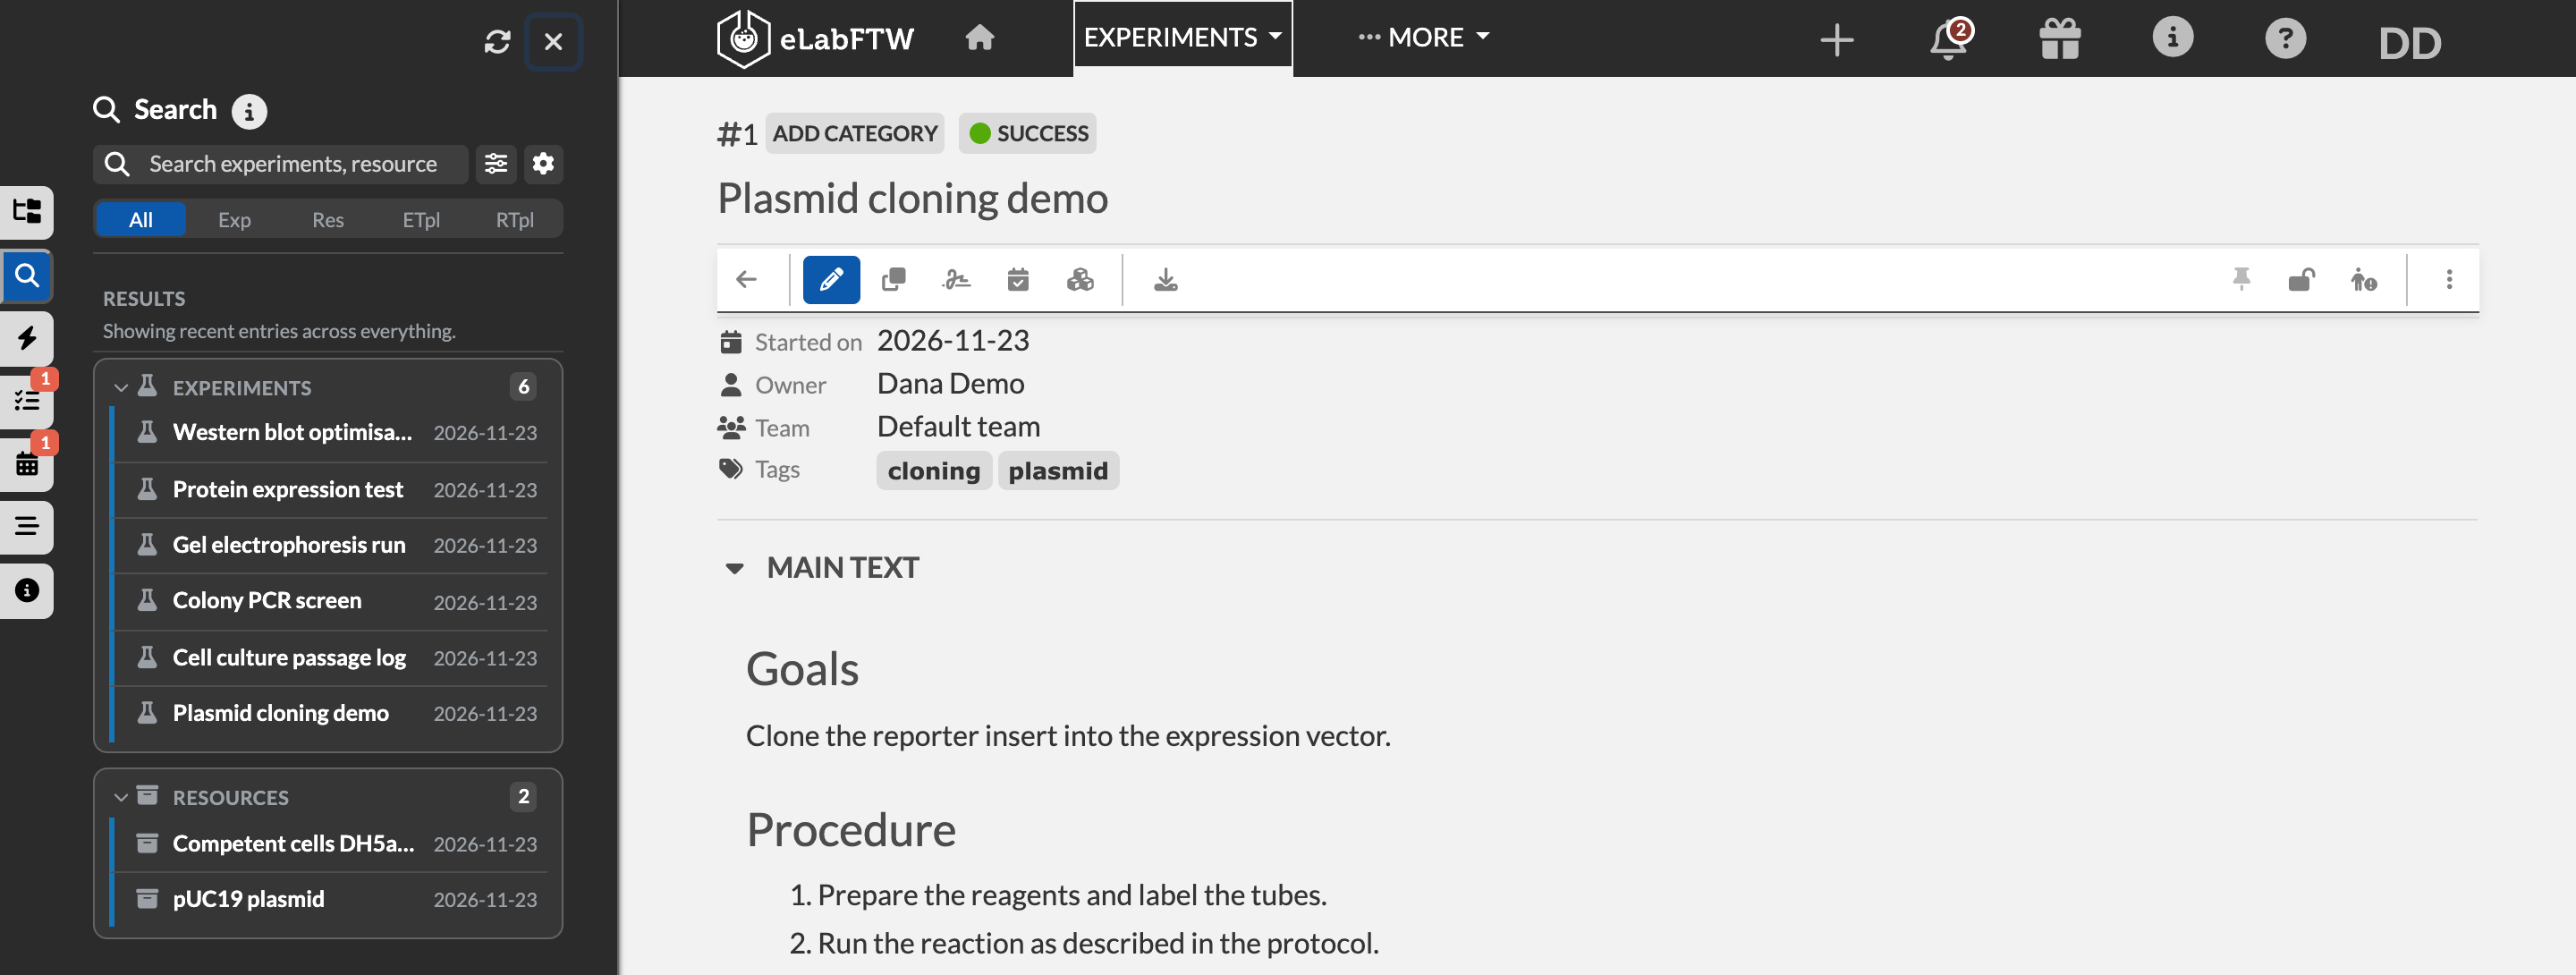 Search
Search experiments, resource
All Exp Res ETpl RTpl
RESULTS
Showing recent entries across everything.
1
1
EXPERIMENTS 6
Western blot optimisa... 2026-11-23
Protein expression test 2026-11-23
Gel electrophoresis run 2026-11-23
Colony PCR screen 2026-11-23
Cell culture passage log 2026-11-23
Plasmid cloning demo 2026-11-23
RESOURCES 2
Competent cells DH5a... 2026-11-23
pUC19 plasmid 2026-11-23
eLabFTW EXPERIMENTS ... MORE 2 DD
#1 ADD CATEGORY SUCCESS
Plasmid cloning demo
Started on 2026-11-23
Owner Dana Demo
Team Default team
Tags cloning plasmid
MAIN TEXT
Goals
Clone the reporter insert into the expression vector.
Procedure
1. Prepare the reagents and label the tubes.
2. Run the reaction as described in the protocol.